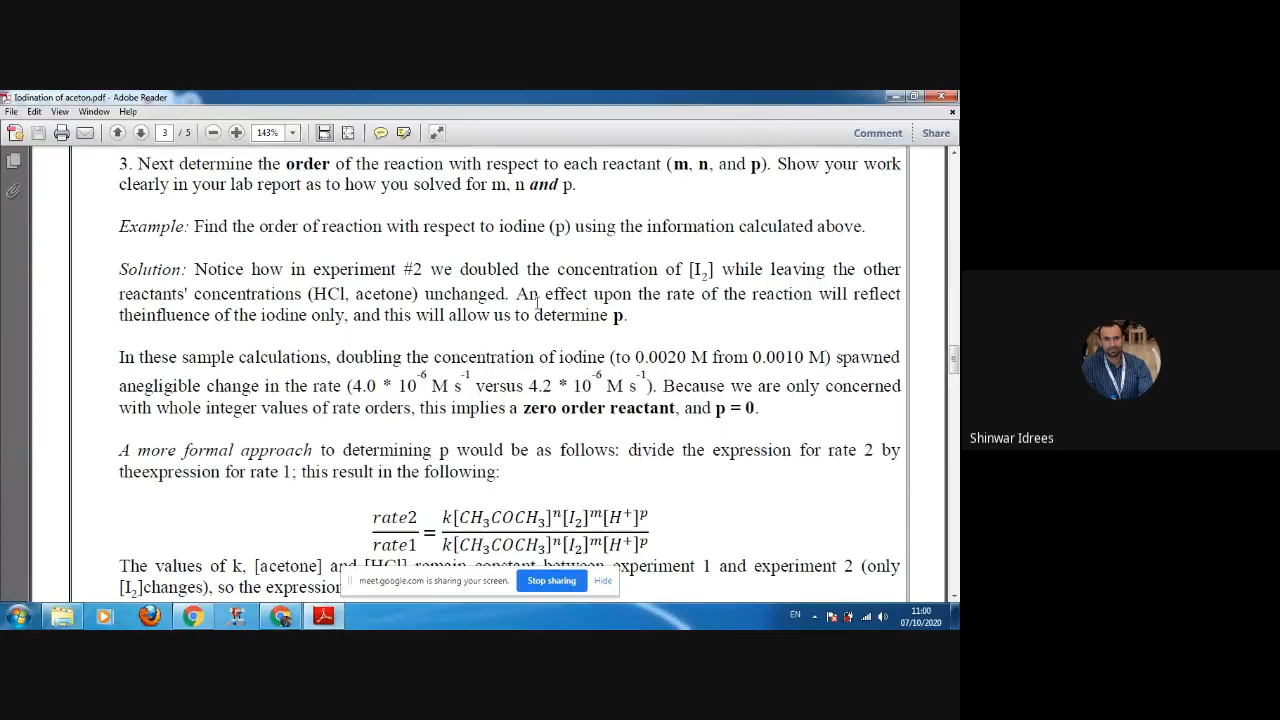 Iodination of aceton.pdf - Adobe Reader
File Edit View Window Help
3 / 5 143% Comment Share
3. Next determine the order of the reaction with respect to each reactant (m, n, and p). Show your work
clearly in your lab report as to how you solved for m, n and p.
Example: Find the order of reaction with respect to iodine (p) using the information calculated above.
Solution: Notice how in experiment #2 we doubled the concentration of [I2] while leaving the other
reactants' concentrations (HCl, acetone) unchanged. An effect upon the rate of the reaction will reflect
theinfluence of the iodine only, and this will allow us to determine p.
In these sample calculations, doubling the concentration of iodine (to 0.0020 M from 0.0010 M) spawned
anegligible change in the rate (4.0 * 10-6 M s-1 versus 4.2 * 10-6 M s-1). Because we are only concerned
with whole integer values of rate orders, this implies a zero order reactant, and p = 0.
A more formal approach to determining p would be as follows: divide the expression for rate 2 by
theexpression for rate 1; this result in the following:
rate2/rate1 = k[CH3COCH3]^n[I2]^m[H+]^p / k[CH3COCH3]^n[I2]^m[H+]^p
The values of k, [acetone] and [HCl] remain constant between experiment 1 and experiment 2 (only
[I2]changes), so the expression
meet.google.com is sharing your screen. Stop sharing Hide
EN 11:00
07/10/2020
Shinwar Idrees